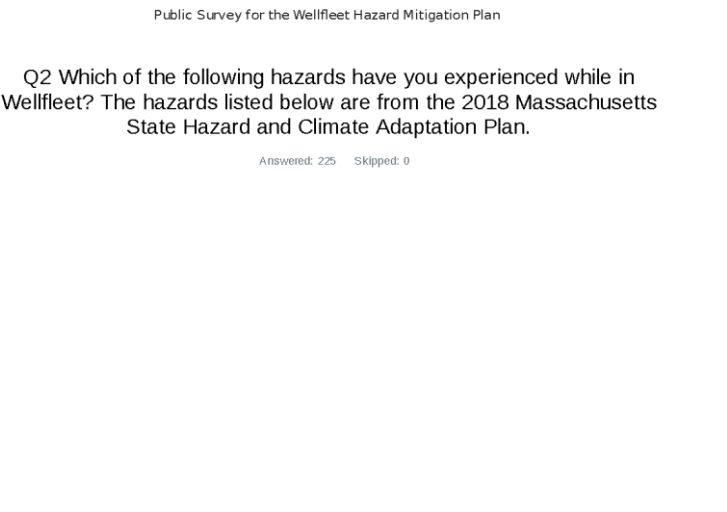 Public Survey for the Wellfleet Hazard Mitigation Plan
Q2 Which of the following hazards have you experienced while in
Wellfleet? The hazards listed below are from the 2018 Massachusetts
State Hazard and Climate Adaptation Plan.
Answered: 225 Skipped: 0